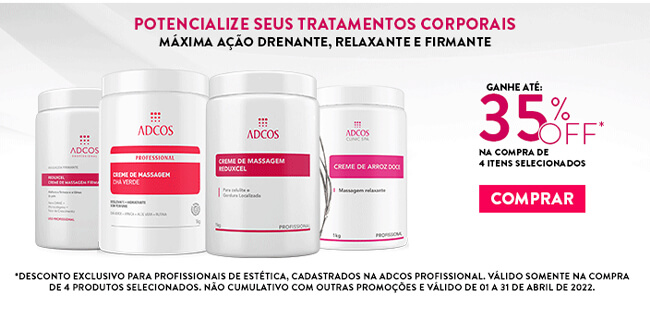 POTENCIALIZE SEUS TRATAMENTOS CORPORAIS
MÁXIMA AÇÃO DRENANTE, RELAXANTE E FIRMANTE
ADCOS
PROFESSIONAL
REDUXCEL
CREME DE MASSAGEM FIRMA
ADCOS
PROFESSIONAL
CREME DE MASSAGEM
CHÁ VERDE
1kg
ADCOS
CREME DE MASSAGEM
REDUXCEL
Para celulite e
Gordura Localizada
1kg
PROFISSIONAL
ADCOS
CLINIC SPA
CREME DE ARROZ DOCE
Massagem relaxante
1kg
PROFISSIONAL
GANHE ATÉ:
35% OFF*
NA COMPRA DE
4 ITENS SELECIONADOS
COMPRAR
*DESCONTO EXCLUSIVO PARA PROFISSIONAIS DE ESTÉTICA, CADASTRADOS NA ADCOS PROFISSIONAL. VÁLIDO SOMENTE NA COMPRA
DE 4 PRODUTOS SELECIONADOS. NÃO CUMULATIVO COM OUTRAS PROMOÇÕES E VÁLIDO DE 01 A 31 DE ABRIL DE 2022.